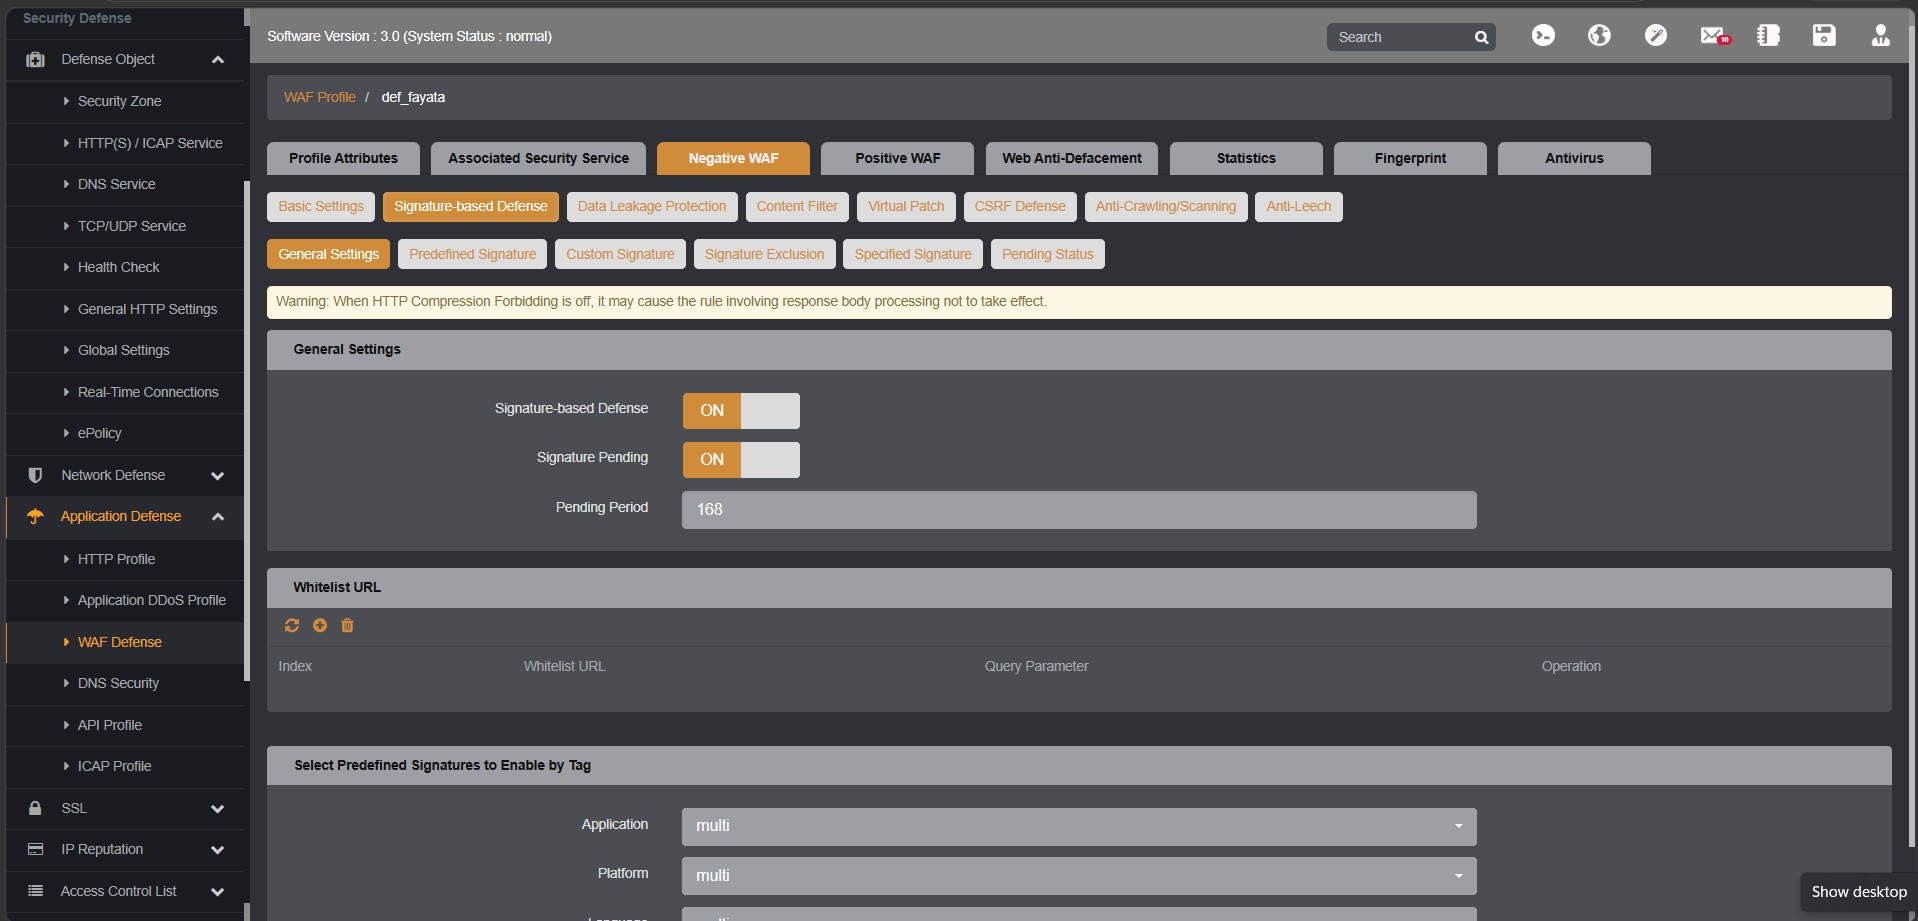 Security Defense
Defense Object
Security Zone
HTTP(S) / ICAP Service
DNS Service
TCP/UDP Service
Health Check
General HTTP Settings
Global Settings
Real-Time Connections
ePolicy
Network Defense
Application Defense
HTTP Profile
Application DDoS Profile
WAF Defense
DNS Security
API Profile
ICAP Profile
SSL
IP Reputation
Access Control List
Software Version : 3.0 (System Status : normal)
Search
10
WAF Profile / def_fayata
Profile Attributes Associated Security Service Negative WAF Positive WAF Web Anti-Defacement Statistics Fingerprint Antivirus
Basic Settings Signature-based Defense Data Leakage Protection Content Filter Virtual Patch CSRF Defense Anti-Crawling/Scanning Anti-Leech
General Settings Predefined Signature Custom Signature Signature Exclusion Specified Signature Pending Status
Warning: When HTTP Compression Forbidding is off, it may cause the rule involving response body processing not to take effect.
General Settings
Signature-based Defense ON
Signature Pending ON
Pending Period 168
Whitelist URL
Index Whitelist URL Query Parameter Operation
Select Predefined Signatures to Enable by Tag
Application multi
Platform multi
Show desktop